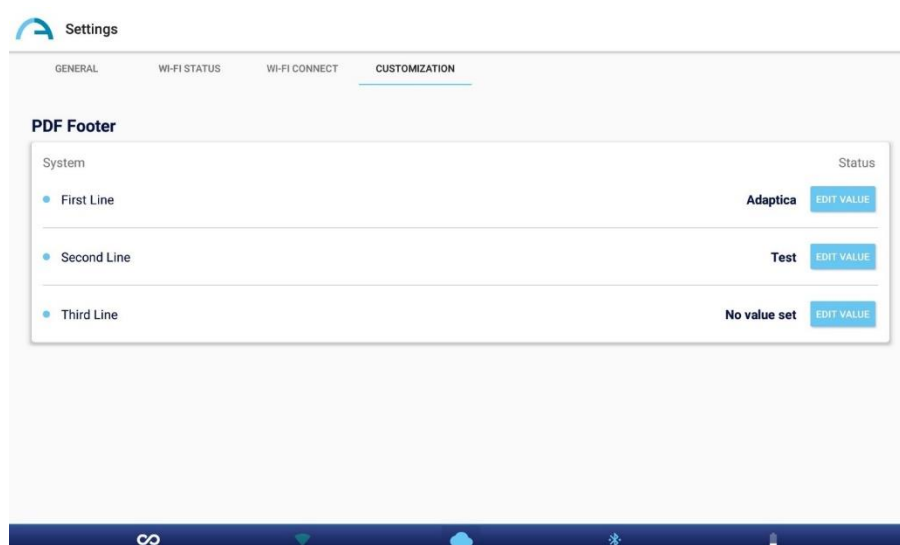 Settings
GENERAL WI-FI STATUS WI-FI CONNECT CUSTOMIZATION
PDF Footer
System Status
First Line Adaptica EDIT VALUE
Second Line Test EDIT VALUE
Third Line No value set EDIT VALUE